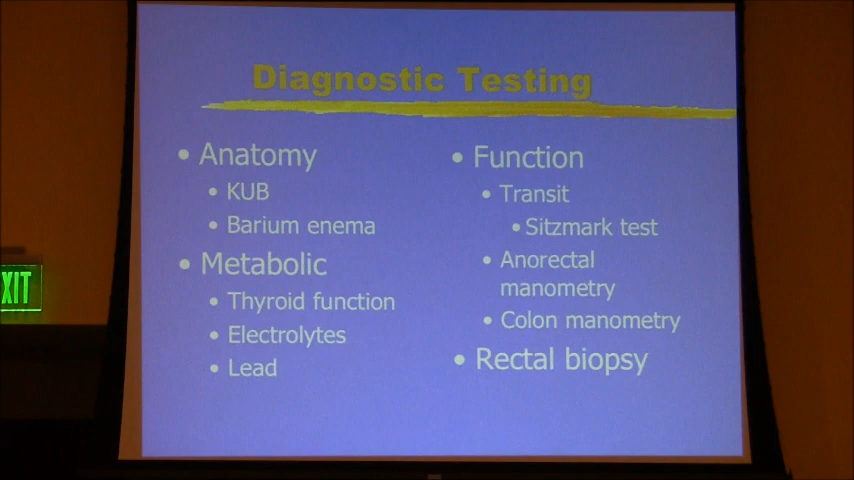 Diagnostic Testing
• Anatomy
• KUB
• Barium enema
• Metabolic
• Thyroid function
• Electrolytes
• Lead
• Function
• Transit
• Sitzmark test
• Anorectal
manometry
• Colon manometry
• Rectal biopsy
XIT